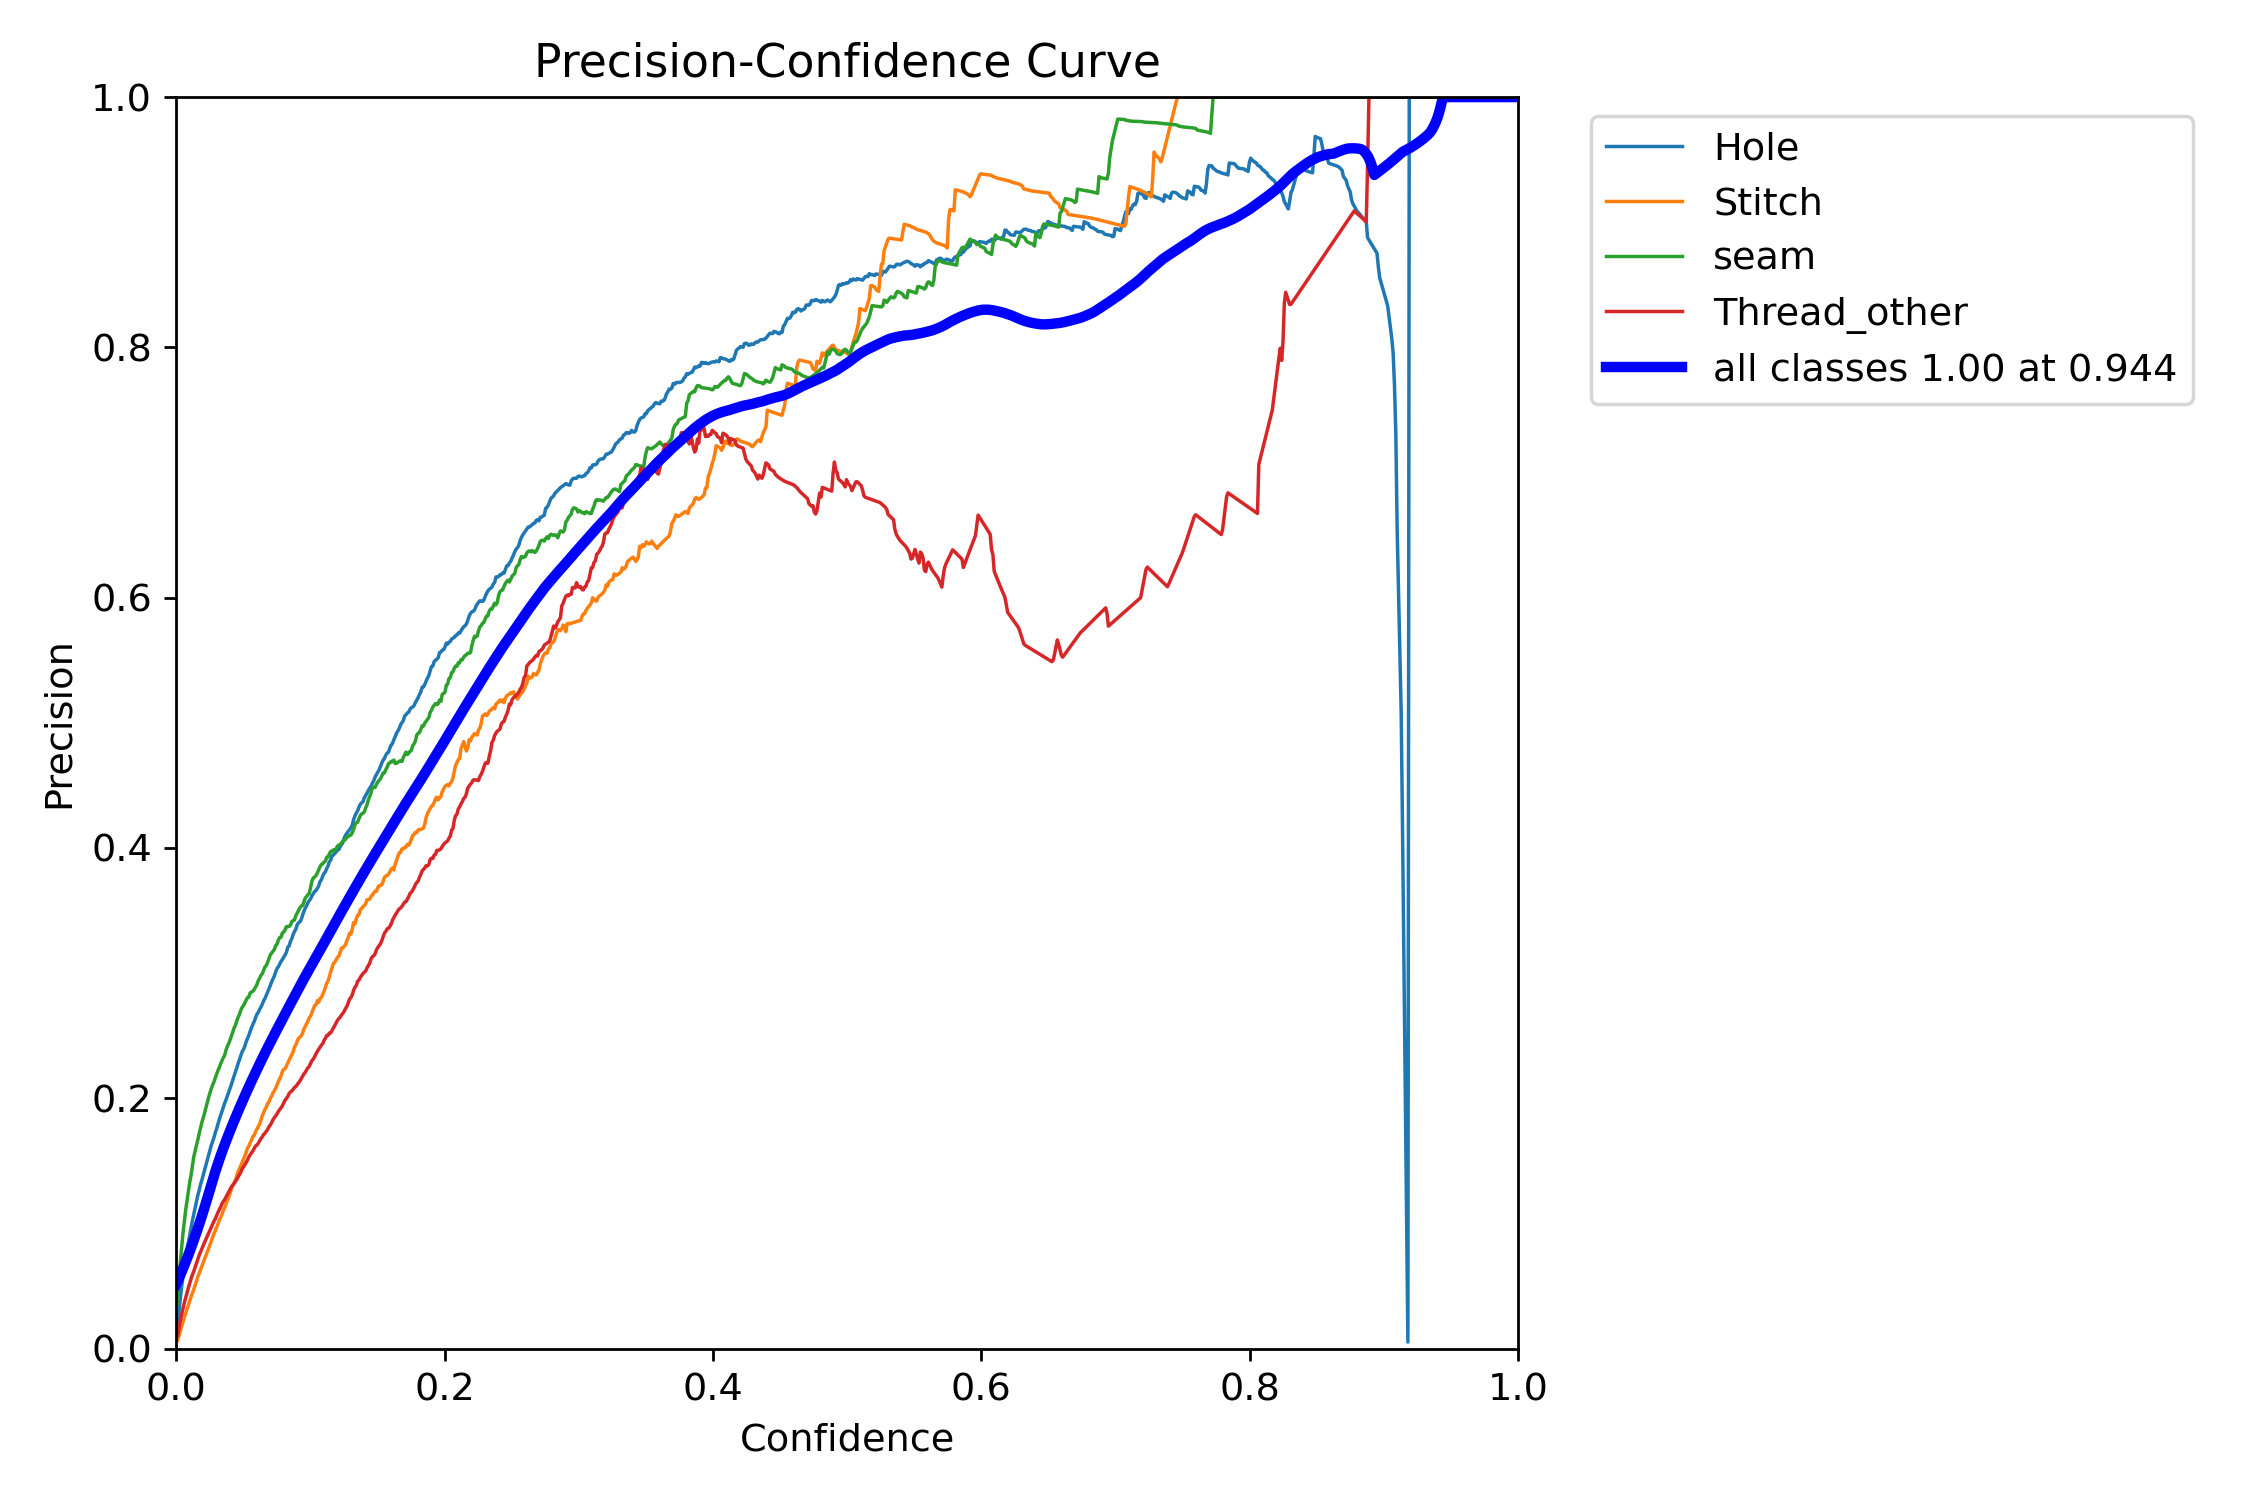 Precision-Confidence Curve
1.0
0.8
0.6
0.4
0.2
0.0
Precision
0.0 0.2 0.4 0.6 0.8 1.0
Confidence
Hole
Stitch
seam
Thread_other
all classes 1.00 at 0.944